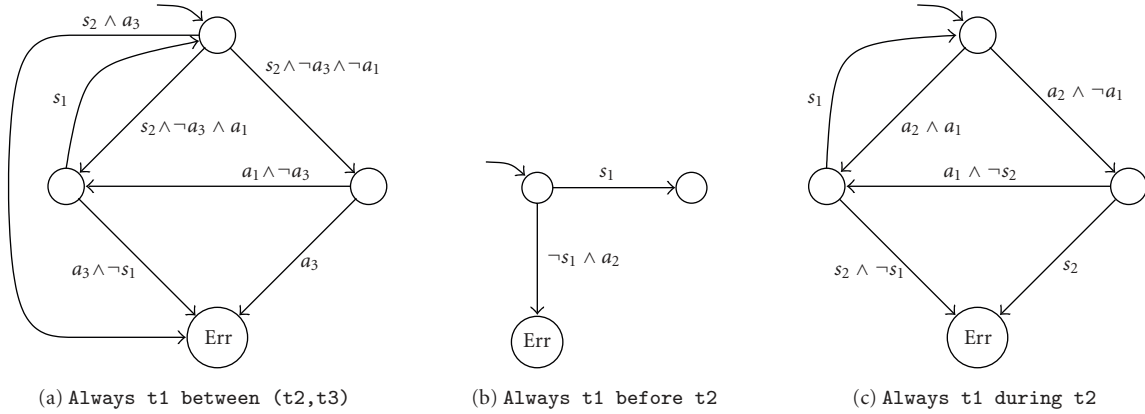 s₂ ∧ a₃
s₂ ∧ ¬a₃ ∧ ¬a₁
s₁
s₂ ∧ ¬a₃ ∧ a₁
a₁ ∧ ¬a₃
a₃ ∧ ¬s₁
a₃
Err
(a) Always t1 between (t2,t3)
s₁
¬s₁ ∧ a₂
Err
(b) Always t1 before t2
a₂ ∧ ¬a₁
s₁
a₂ ∧ a₁
a₁ ∧ ¬s₂
s₂ ∧ ¬s₁
s₂
Err
(c) Always t1 during t2